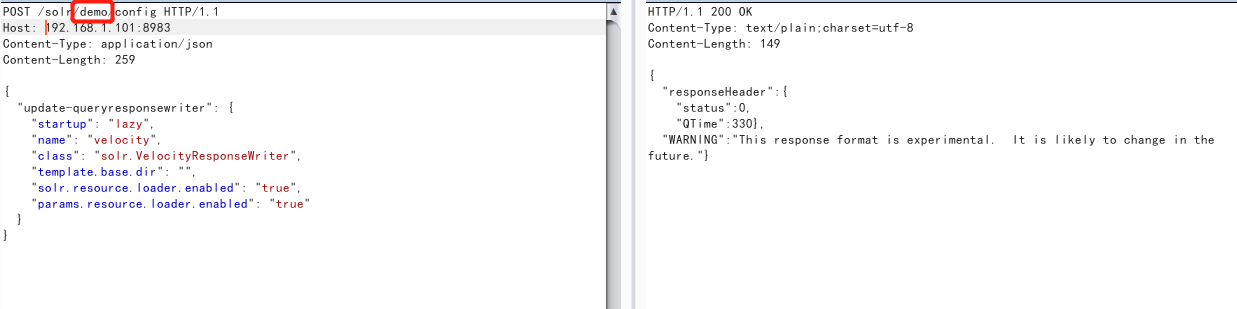 POST /solr/demo/config HTTP/1.1
Host: 192.168.1.101:8983
Content-Type: application/json
Content-Length: 259
{
"update-queryresponsewriter": {
"startup": "lazy",
"name": "velocity",
"class": "solr.VelocityResponseWriter",
"template.base.dir": "",
"solr.resource.loader.enabled": "true",
"params.resource.loader.enabled": "true"
}
}
HTTP/1.1 200 OK
Content-Type: text/plain;charset=utf-8
Content-Length: 149
{
"responseHeader":{
"status":0,
"QTime":330},
"WARNING":"This response format is experimental.  It is likely to change in the
future."}